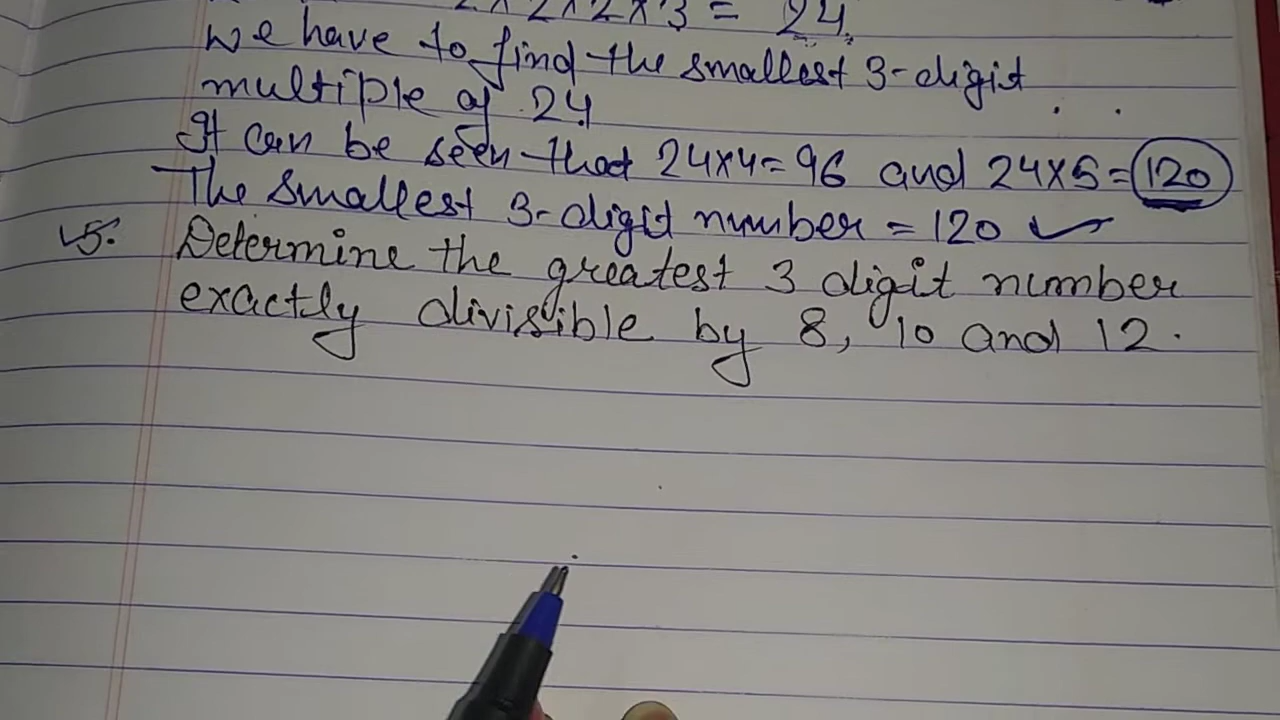 2×2×2×3 = 24.
We have to find the smallest 3-digit
multiple of 24
It can be seen that 24×4=96 and 24×5=120
The smallest 3-digit number = 120 ✓
5. Determine the greatest 3 digit number
exactly divisible by 8, 10 and 12.